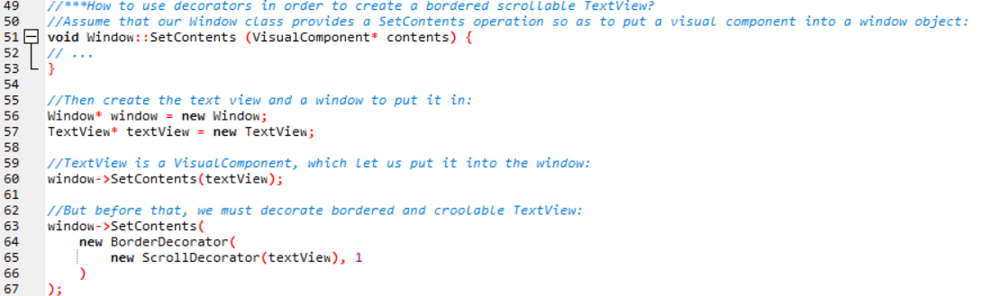 49 //***How to use decorators in order to create a bordered scrollable TextView?
50 //Assume that our Window class provides a SetContents operation so as to put a visual component into a window object:
51 void Window::SetContents (VisualComponent* contents) {
52 // ...
53 }
54
55 //Then create the text view and a window to put it in:
56 Window* window = new Window;
57 TextView* textView = new TextView;
58
59 //TextView is a VisualComponent, which let us put it into the window:
60 window->SetContents(textView);
61
62 //But before that, we must decorate bordered and croolable TextView:
63 window->SetContents(
64 new BorderDecorator(
65 new ScrollDecorator(textView), 1
66 )
67 );